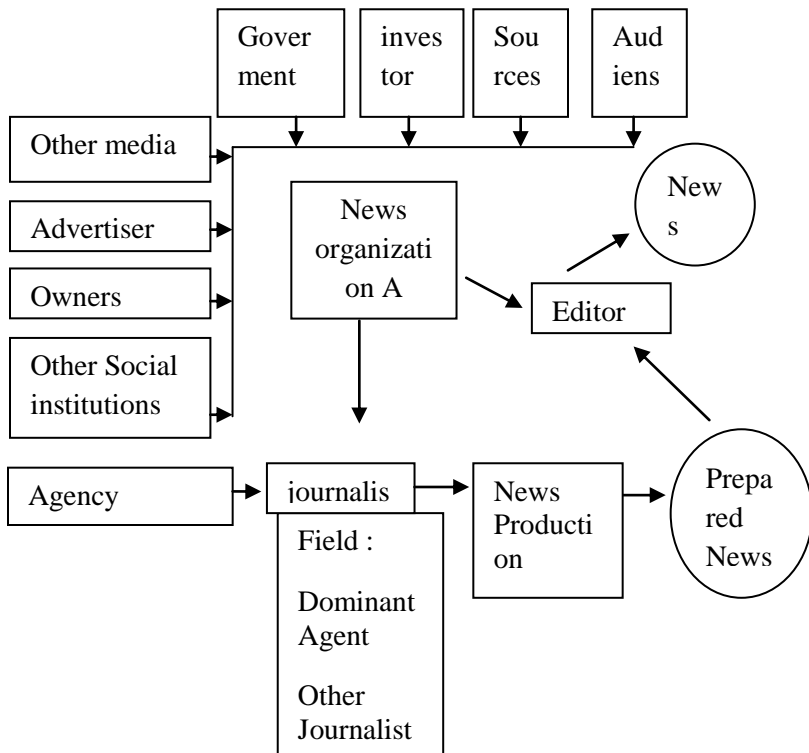 Gover
ment
inves
tor
Sou
rces
Aud
iens
Other media
Advertiser
Owners
Other Social
institutions
News
organizati
on A
New
s
Editor
Agency
journalis
News
Producti
on
Prepa
red
News
Field :
Dominant
Agent
Other
Journalist